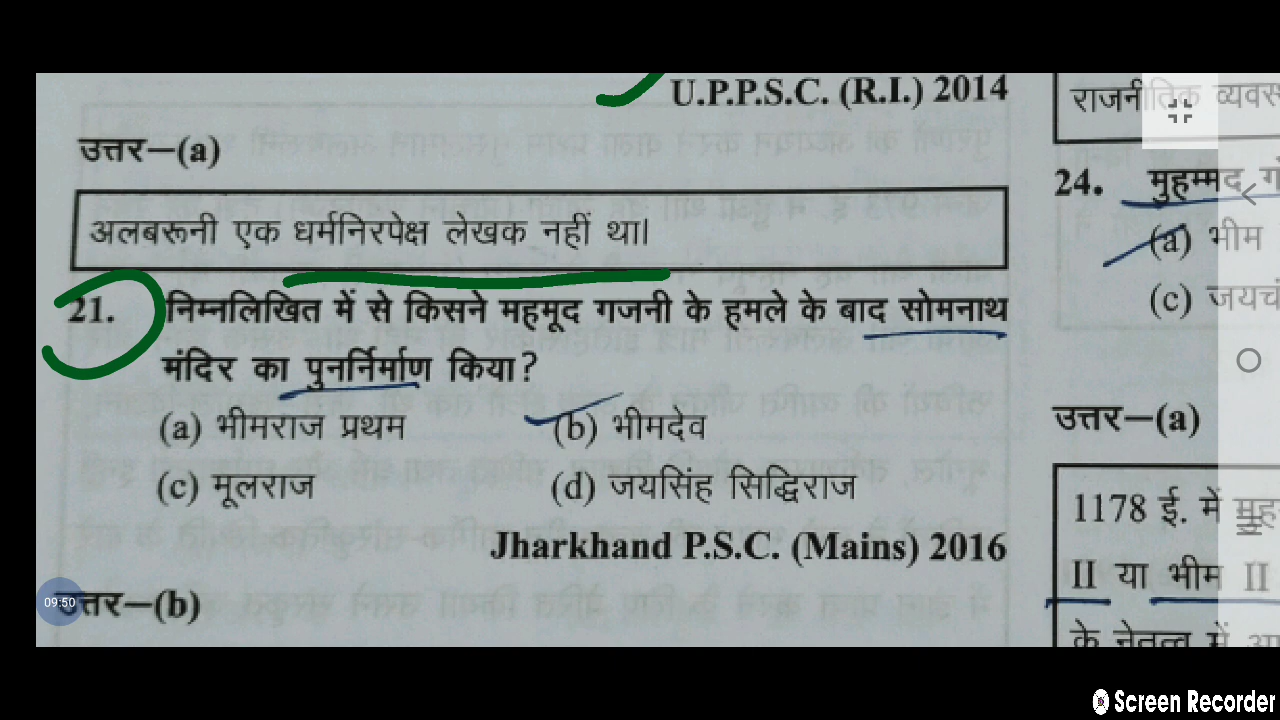 U.P.P.S.C. (R.I.) 2014
उत्तर–(a)
अलबरूनी एक धर्मनिरपेक्ष लेखक नहीं था।
21. निम्नलिखित में से किसने महमूद गजनी के हमले के बाद सोमनाथ
मंदिर का पुनर्निर्माण किया?
(a) भीमराज प्रथम (b) भीमदेव
(c) मूलराज (d) जयसिंह सिद्धिराज
Jharkhand P.S.C. (Mains) 2016
उत्तर–(b)
राजनीतिक
24. मुहम्मद
(a) भीम
(c)
उत्तर–(a)
1178 ई. में
II या भीम II
के नेतृत्व में
09:50
Screen Recorder